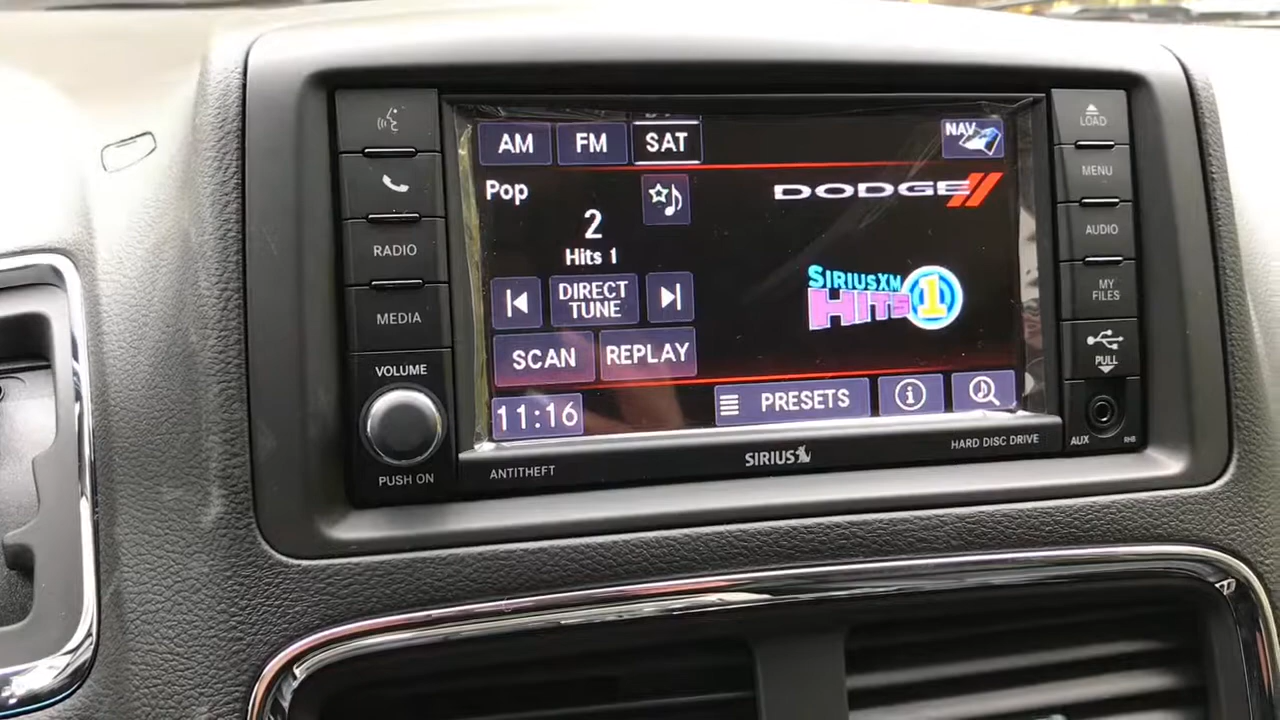 AM FM SAT NAV
Pop
DODGE
2
Hits 1
DIRECT
TUNE
SIRIUSXM
HITS 1
SCAN REPLAY
11:16
PRESETS
i
RADIO
MEDIA
VOLUME
PUSH ON
ANTITHEFT
SIRIUS
HARD DISC DRIVE
LOAD
MENU
AUDIO
MY
FILES
PULL
AUX
RHB